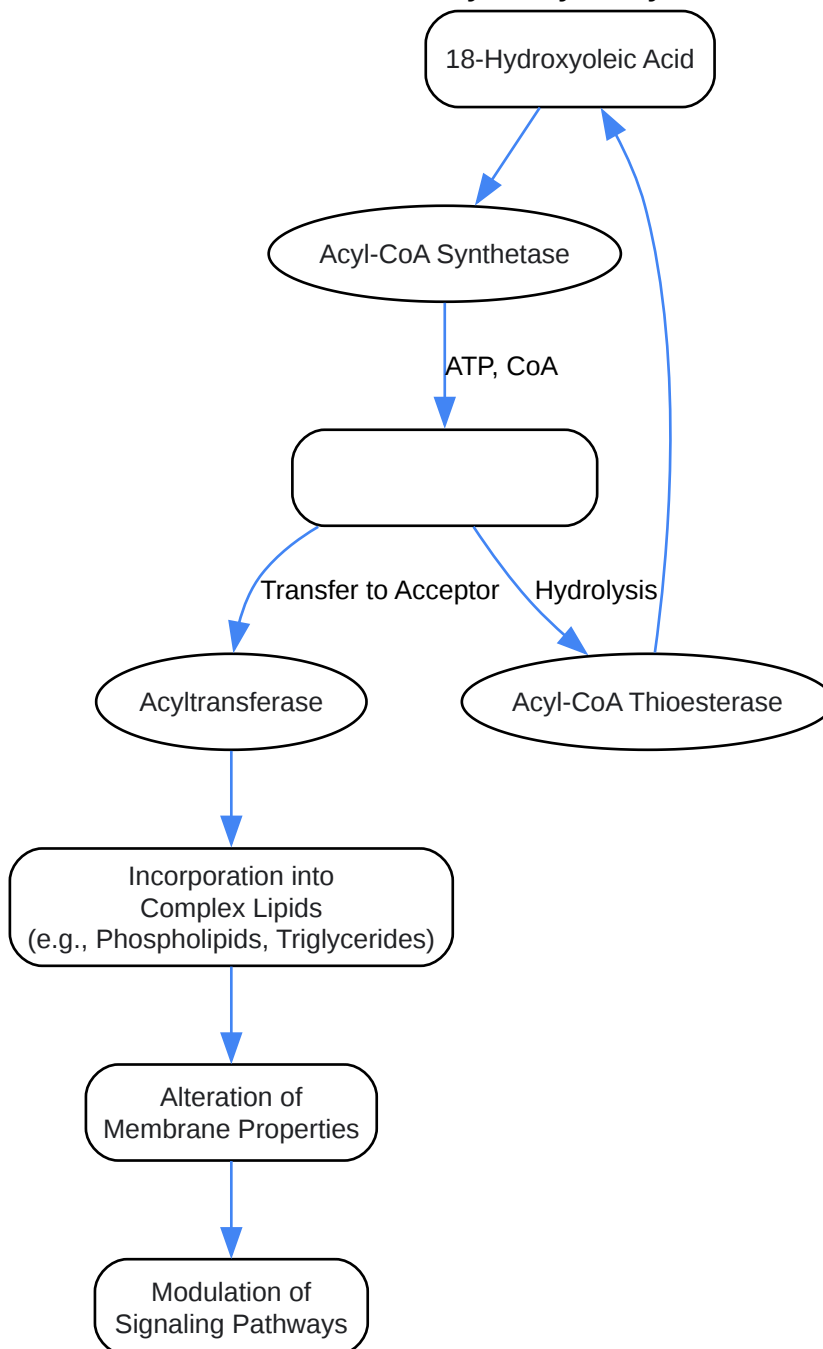 18-Hydroxyoleic Acid
Acyl-CoA Synthetase
ATP, CoA
Transfer to Acceptor
Hydrolysis
Acyltransferase
Acyl-CoA Thioesterase
Incorporation into
Complex Lipids
(e.g., Phospholipids, Triglycerides)
Alteration of
Membrane Properties
Modulation of
Signaling Pathways